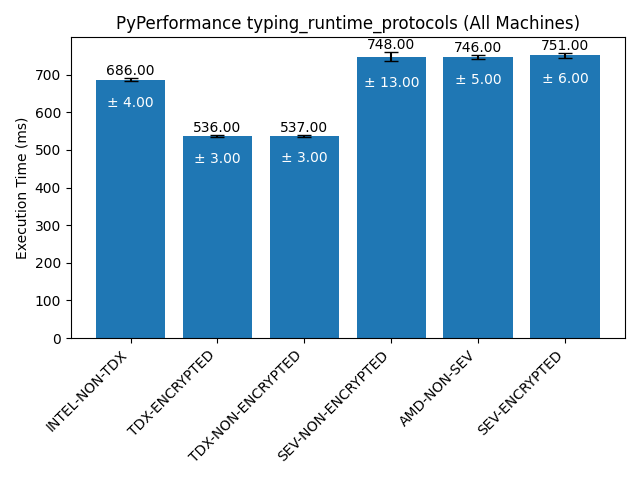 PyPerformance typing_runtime_protocols (All Machines)
Execution Time (ms)
700
600
500
400
300
200
100
0
686.00
± 4.00
536.00
± 3.00
537.00
± 3.00
748.00
± 13.00
746.00
± 5.00
751.00
± 6.00
INTEL-NON-TDX
TDX-ENCRYPTED
TDX-NON-ENCRYPTED
SEV-NON-ENCRYPTED
AMD-NON-SEV
SEV-ENCRYPTED